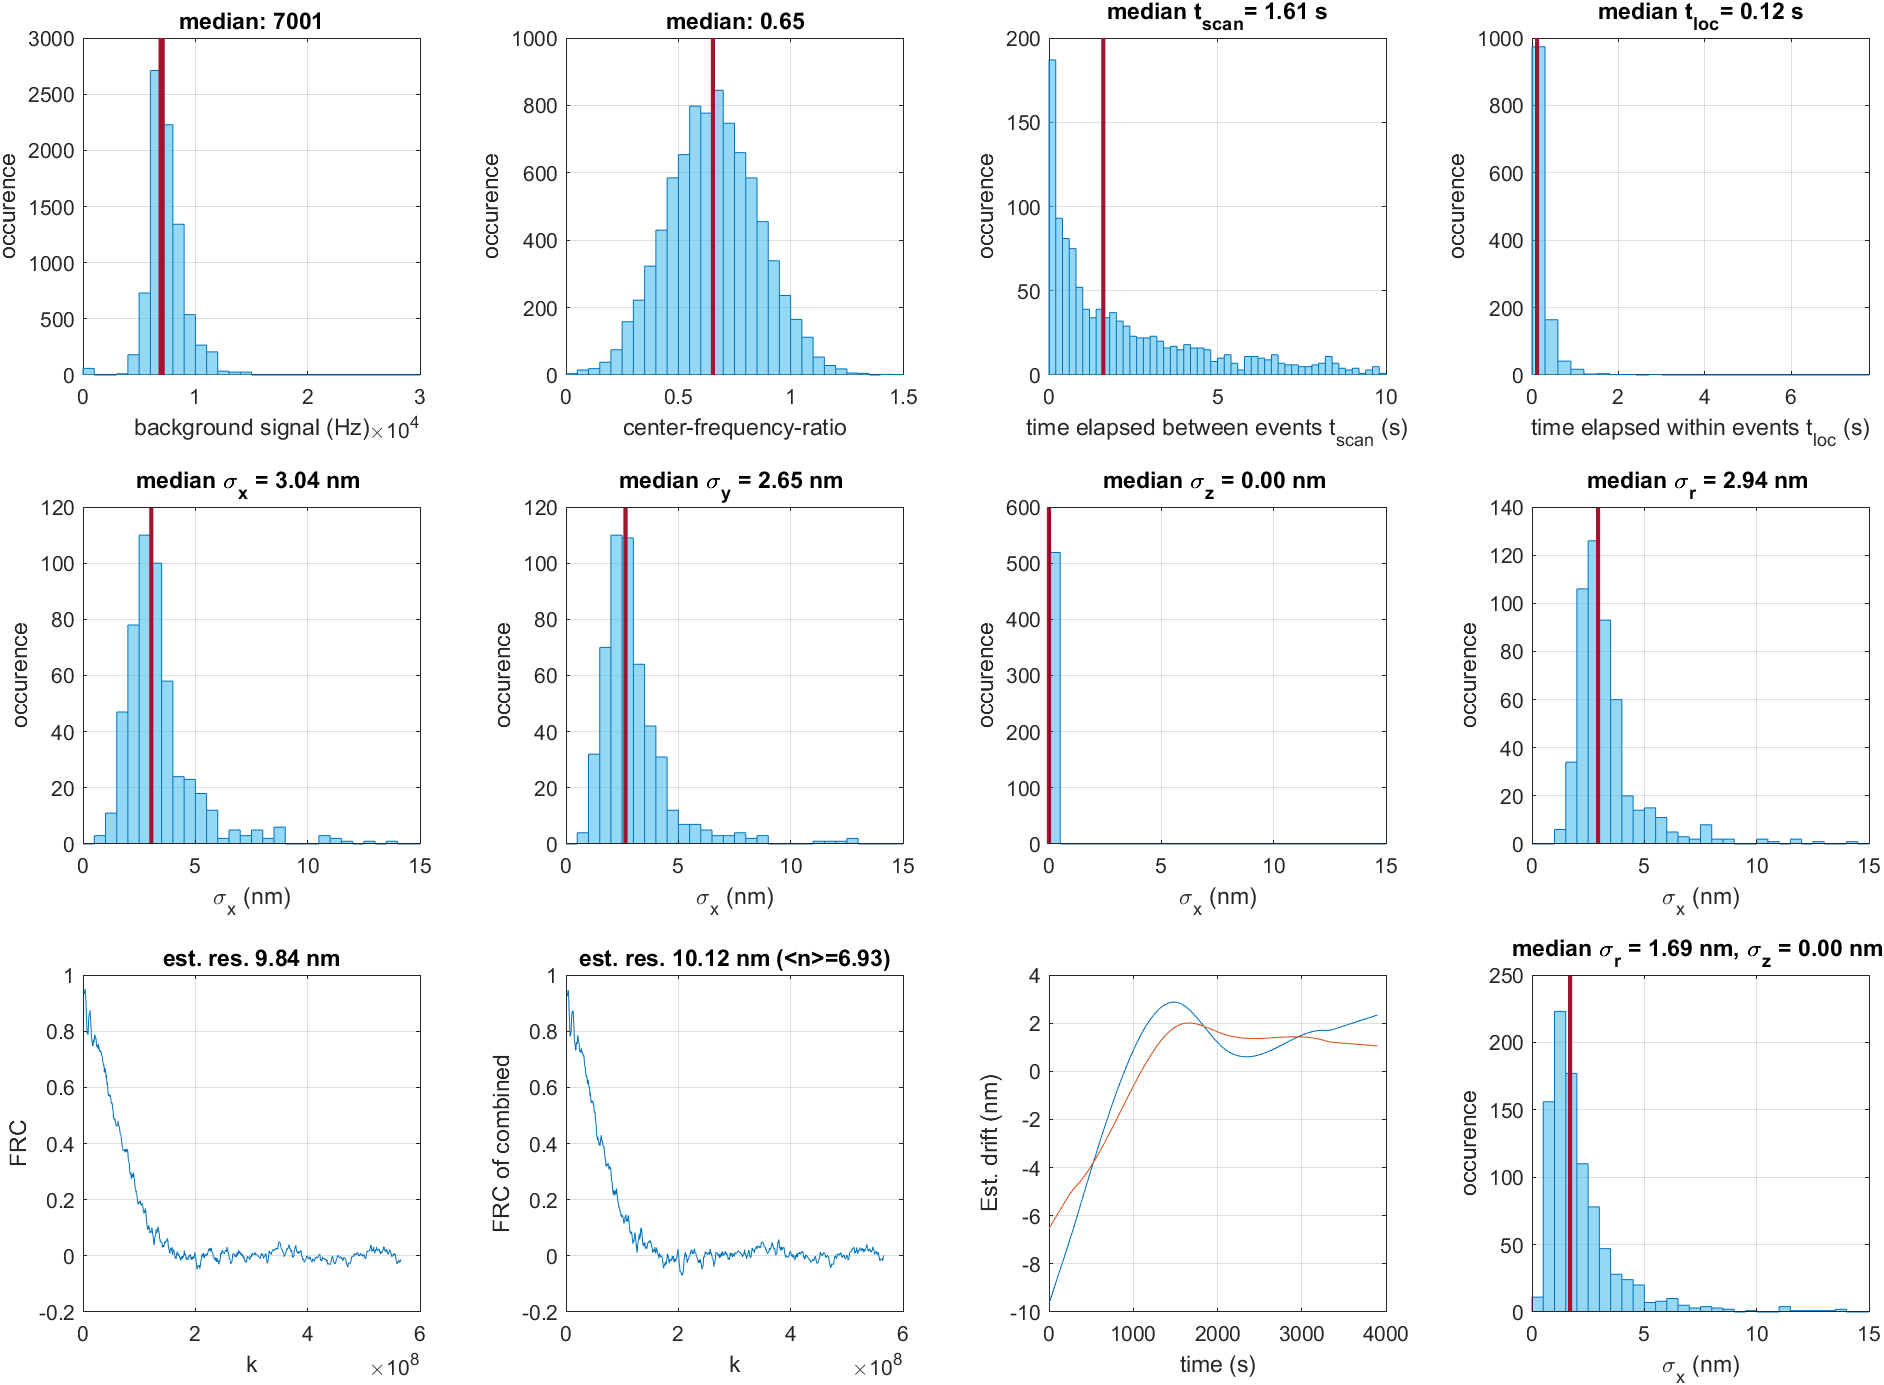 median: 7001
3000
2500
2000
1500
1000
500
0
0 1 2 3
occurence
background signal (Hz) ×10^4
median: 0.65
1000
800
600
400
200
0
0 0.5 1 1.5
occurence
center-frequency-ratio
median t_scan = 1.61 s
200
150
100
50
0
0 5 10
occurence
time elapsed between events t_scan (s)
median t_loc = 0.12 s
1000
800
600
400
200
0
0 2 4 6
occurence
time elapsed within events t_loc (s)
median σ_x = 3.04 nm
120
100
80
60
40
20
0
0 5 10 15
occurence
σ_x (nm)
median σ_y = 2.65 nm
120
100
80
60
40
20
0
0 5 10 15
occurence
σ_x (nm)
median σ_z = 0.00 nm
600
500
400
300
200
100
0
0 5 10 15
occurence
σ_x (nm)
median σ_r = 2.94 nm
140
120
100
80
60
40
20
0
0 5 10 15
occurence
σ_x (nm)
est. res. 9.84 nm
1
0.8
0.6
0.4
0.2
0
-0.2
0 2 4 6
FRC
k ×10^8
est. res. 10.12 nm (<n>=6.93)
1
0.8
0.6
0.4
0.2
0
-0.2
0 2 4 6
FRC of combined
k ×10^8
4
2
0
-2
-4
-6
-8
-10
0 1000 2000 3000 4000
Est. drift (nm)
time (s)
median σ_r = 1.69 nm, σ_z = 0.00 nm
250
200
150
100
50
0
0 5 10 15
occurence
σ_x (nm)